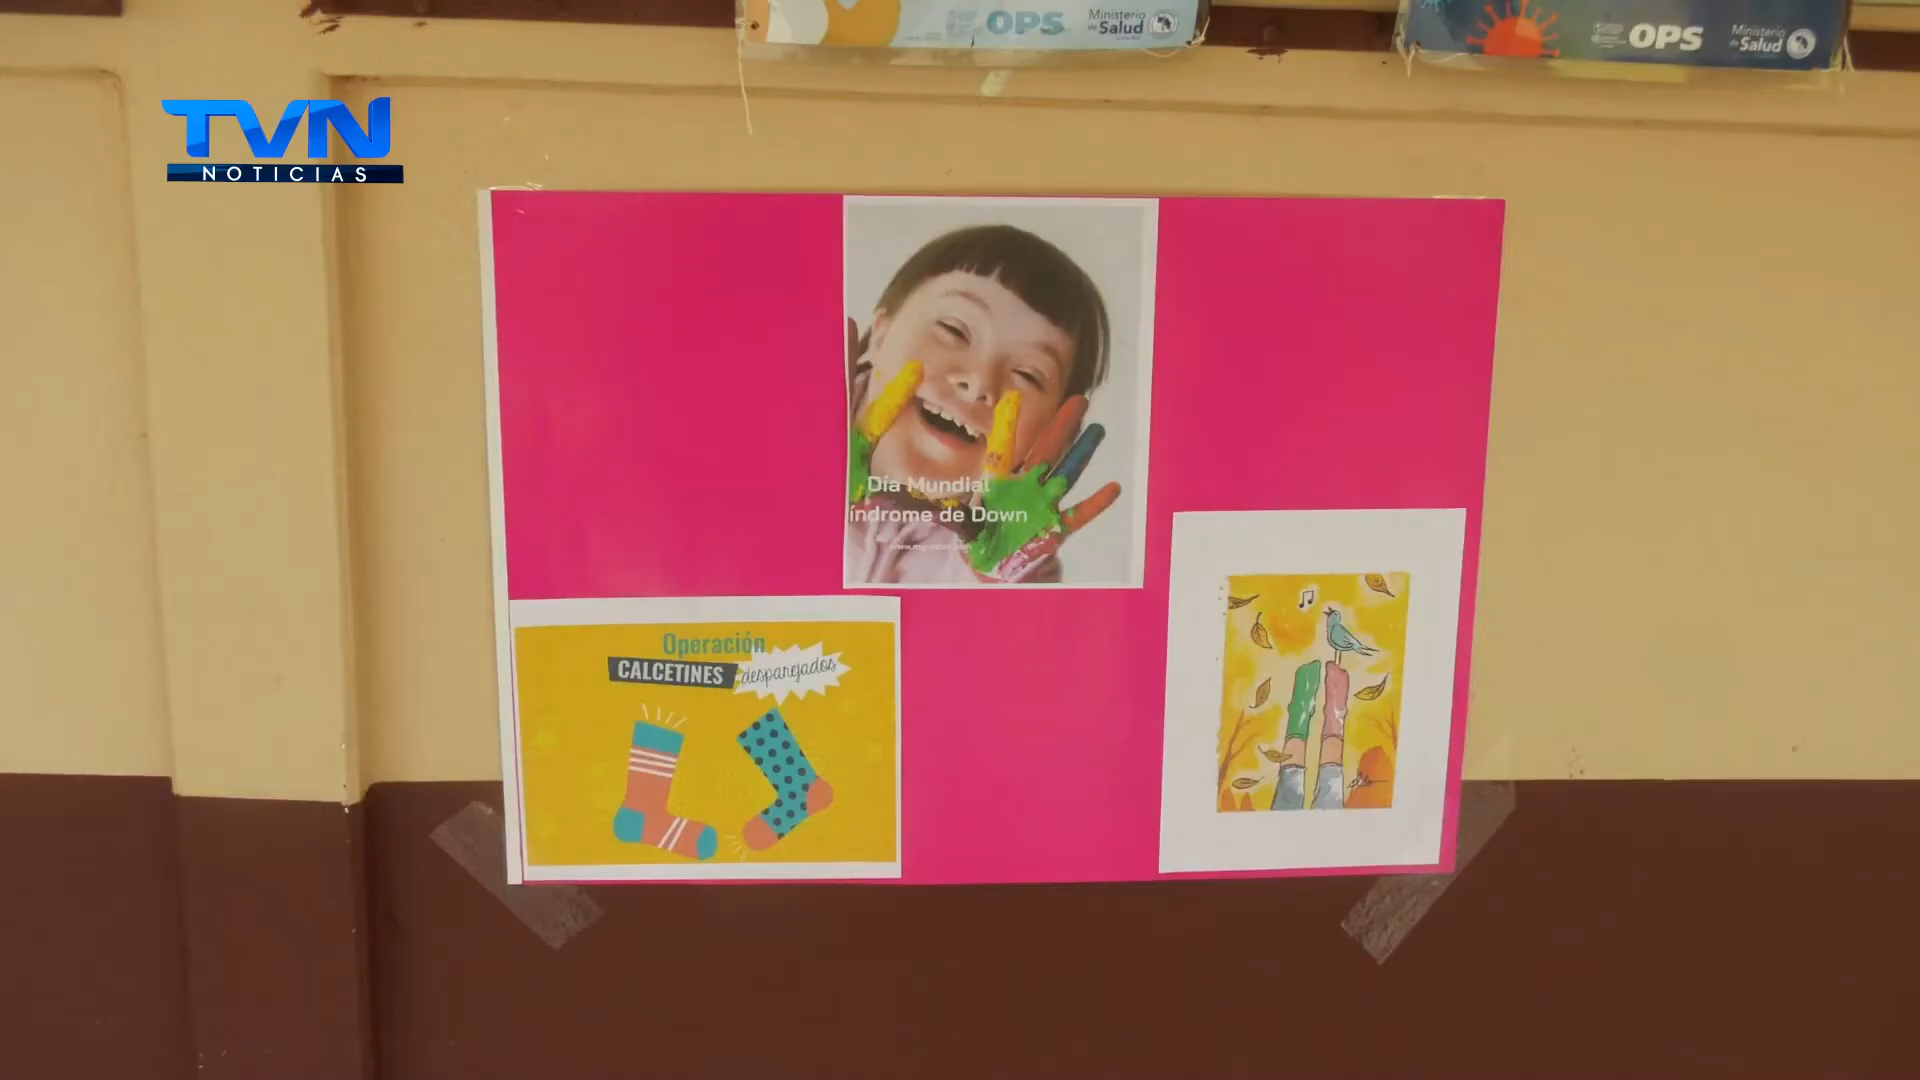 OPS
Ministerio
de Salud
OPS
Ministerio
de Salud
TVN
NOTICIAS
Día Mundial
índrome de Down
Operación
CALCETINES desparejados